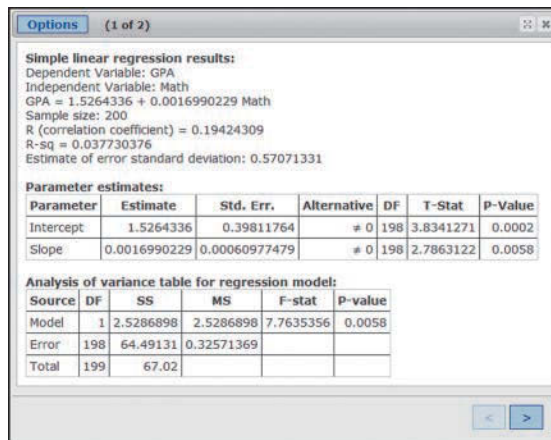 Options (1 of 2)
Simple linear regression results:
Dependent Variable: GPA
Independent Variable: Math
GPA = 1.5264336 + 0.0016990229 Math
Sample size: 200
R (correlation coefficient) = 0.19424309
R-sq = 0.037730376
Estimate of error standard deviation: 0.57071331
Parameter estimates:
Parameter Estimate Std. Err. Alternative DF T-Stat P-Value
Intercept 1.5264336 0.39811764 ≠ 0 198 3.8341271 0.0002
Slope 0.0016990229 0.00060977479 ≠ 0 198 2.7863122 0.0058
Analysis of variance table for regression model:
Source DF SS MS F-stat P-value
Model 1 2.5286898 2.5286898 7.7635356 0.0058
Error 198 64.49131 0.32571369
Total 199 67.02
< >